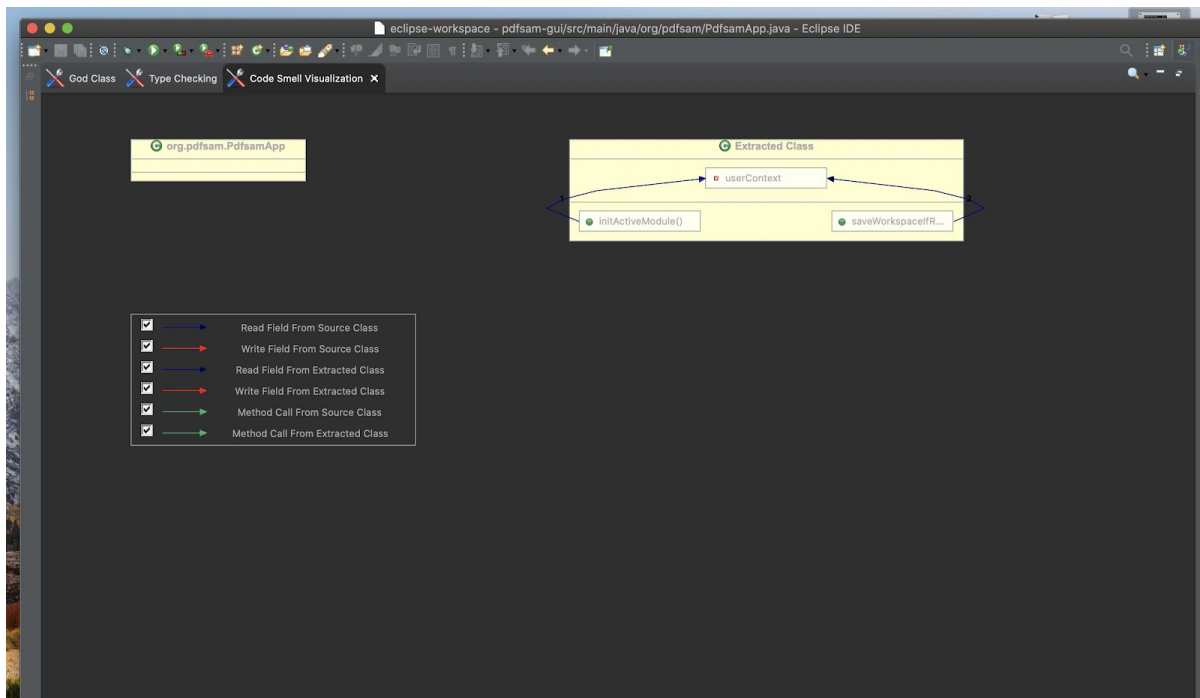 eclipse-workspace - pdfsam-gui/src/main/java/org/pdfsam/PdfsamApp.java - Eclipse IDE
God Class Type Checking Code Smell Visualization
org.pdfsam.PdfsamApp
Extracted Class
userContext
1 2
initActiveModule() saveWorkspaceIfR...
Read Field From Source Class
Write Field From Source Class
Read Field From Extracted Class
Write Field From Extracted Class
Method Call From Source Class
Method Call From Extracted Class